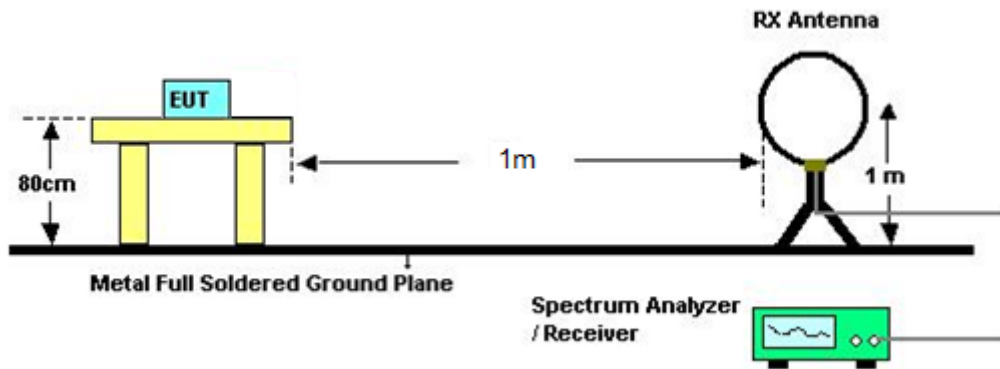 RX Antenna
EUT
1m
80cm
1 m
Metal Full Soldered Ground Plane
Spectrum Analyzer
/ Receiver